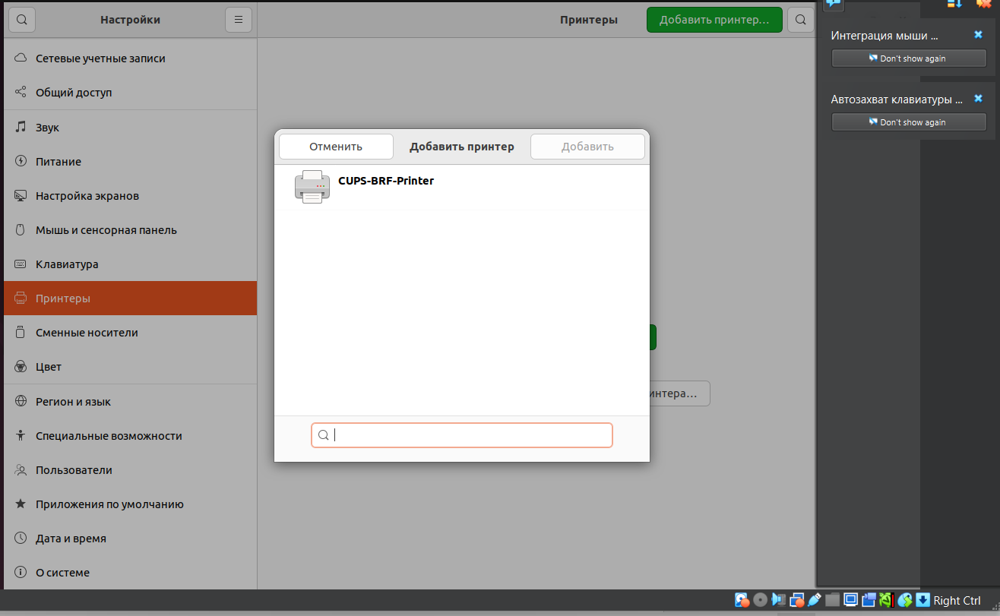 Настройки
Принтеры
Добавить принтер...
Сетевые учетные записи
Общий доступ
Звук
Питание
Настройка экранов
Мышь и сенсорная панель
Клавиатура
Принтеры
Сменные носители
Цвет
Регион и язык
Специальные возможности
Пользователи
Приложения по умолчанию
Дата и время
О системе
Отменить
Добавить принтер
Добавить
CUPS-BRF-Printer
интера...
Интеграция мыши ...
Don't show again
Автозахват клавиатуры ...
Don't show again
Right Ctrl